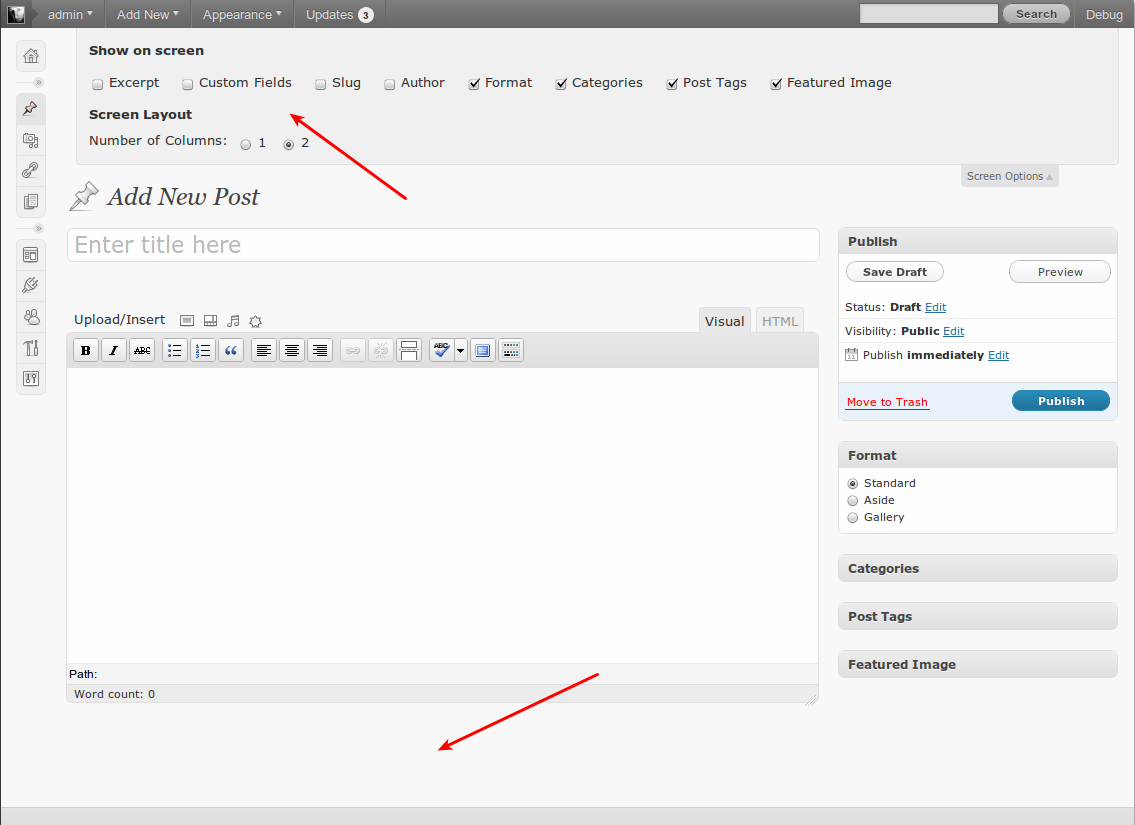 admin Add New Appearance Updates 3 Search Debug
Show on screen
Excerpt Custom Fields Slug Author Format Categories Post Tags Featured Image
Screen Layout
Number of Columns: 1 2
Screen Options
Add New Post
Enter title here
Upload/Insert Visual HTML
B I ABC ABC
Path:
Word count: 0
Publish
Save Draft Preview
Status: Draft Edit
Visibility: Public Edit
Publish immediately Edit
Move to Trash Publish
Format
Standard
Aside
Gallery
Categories
Post Tags
Featured Image